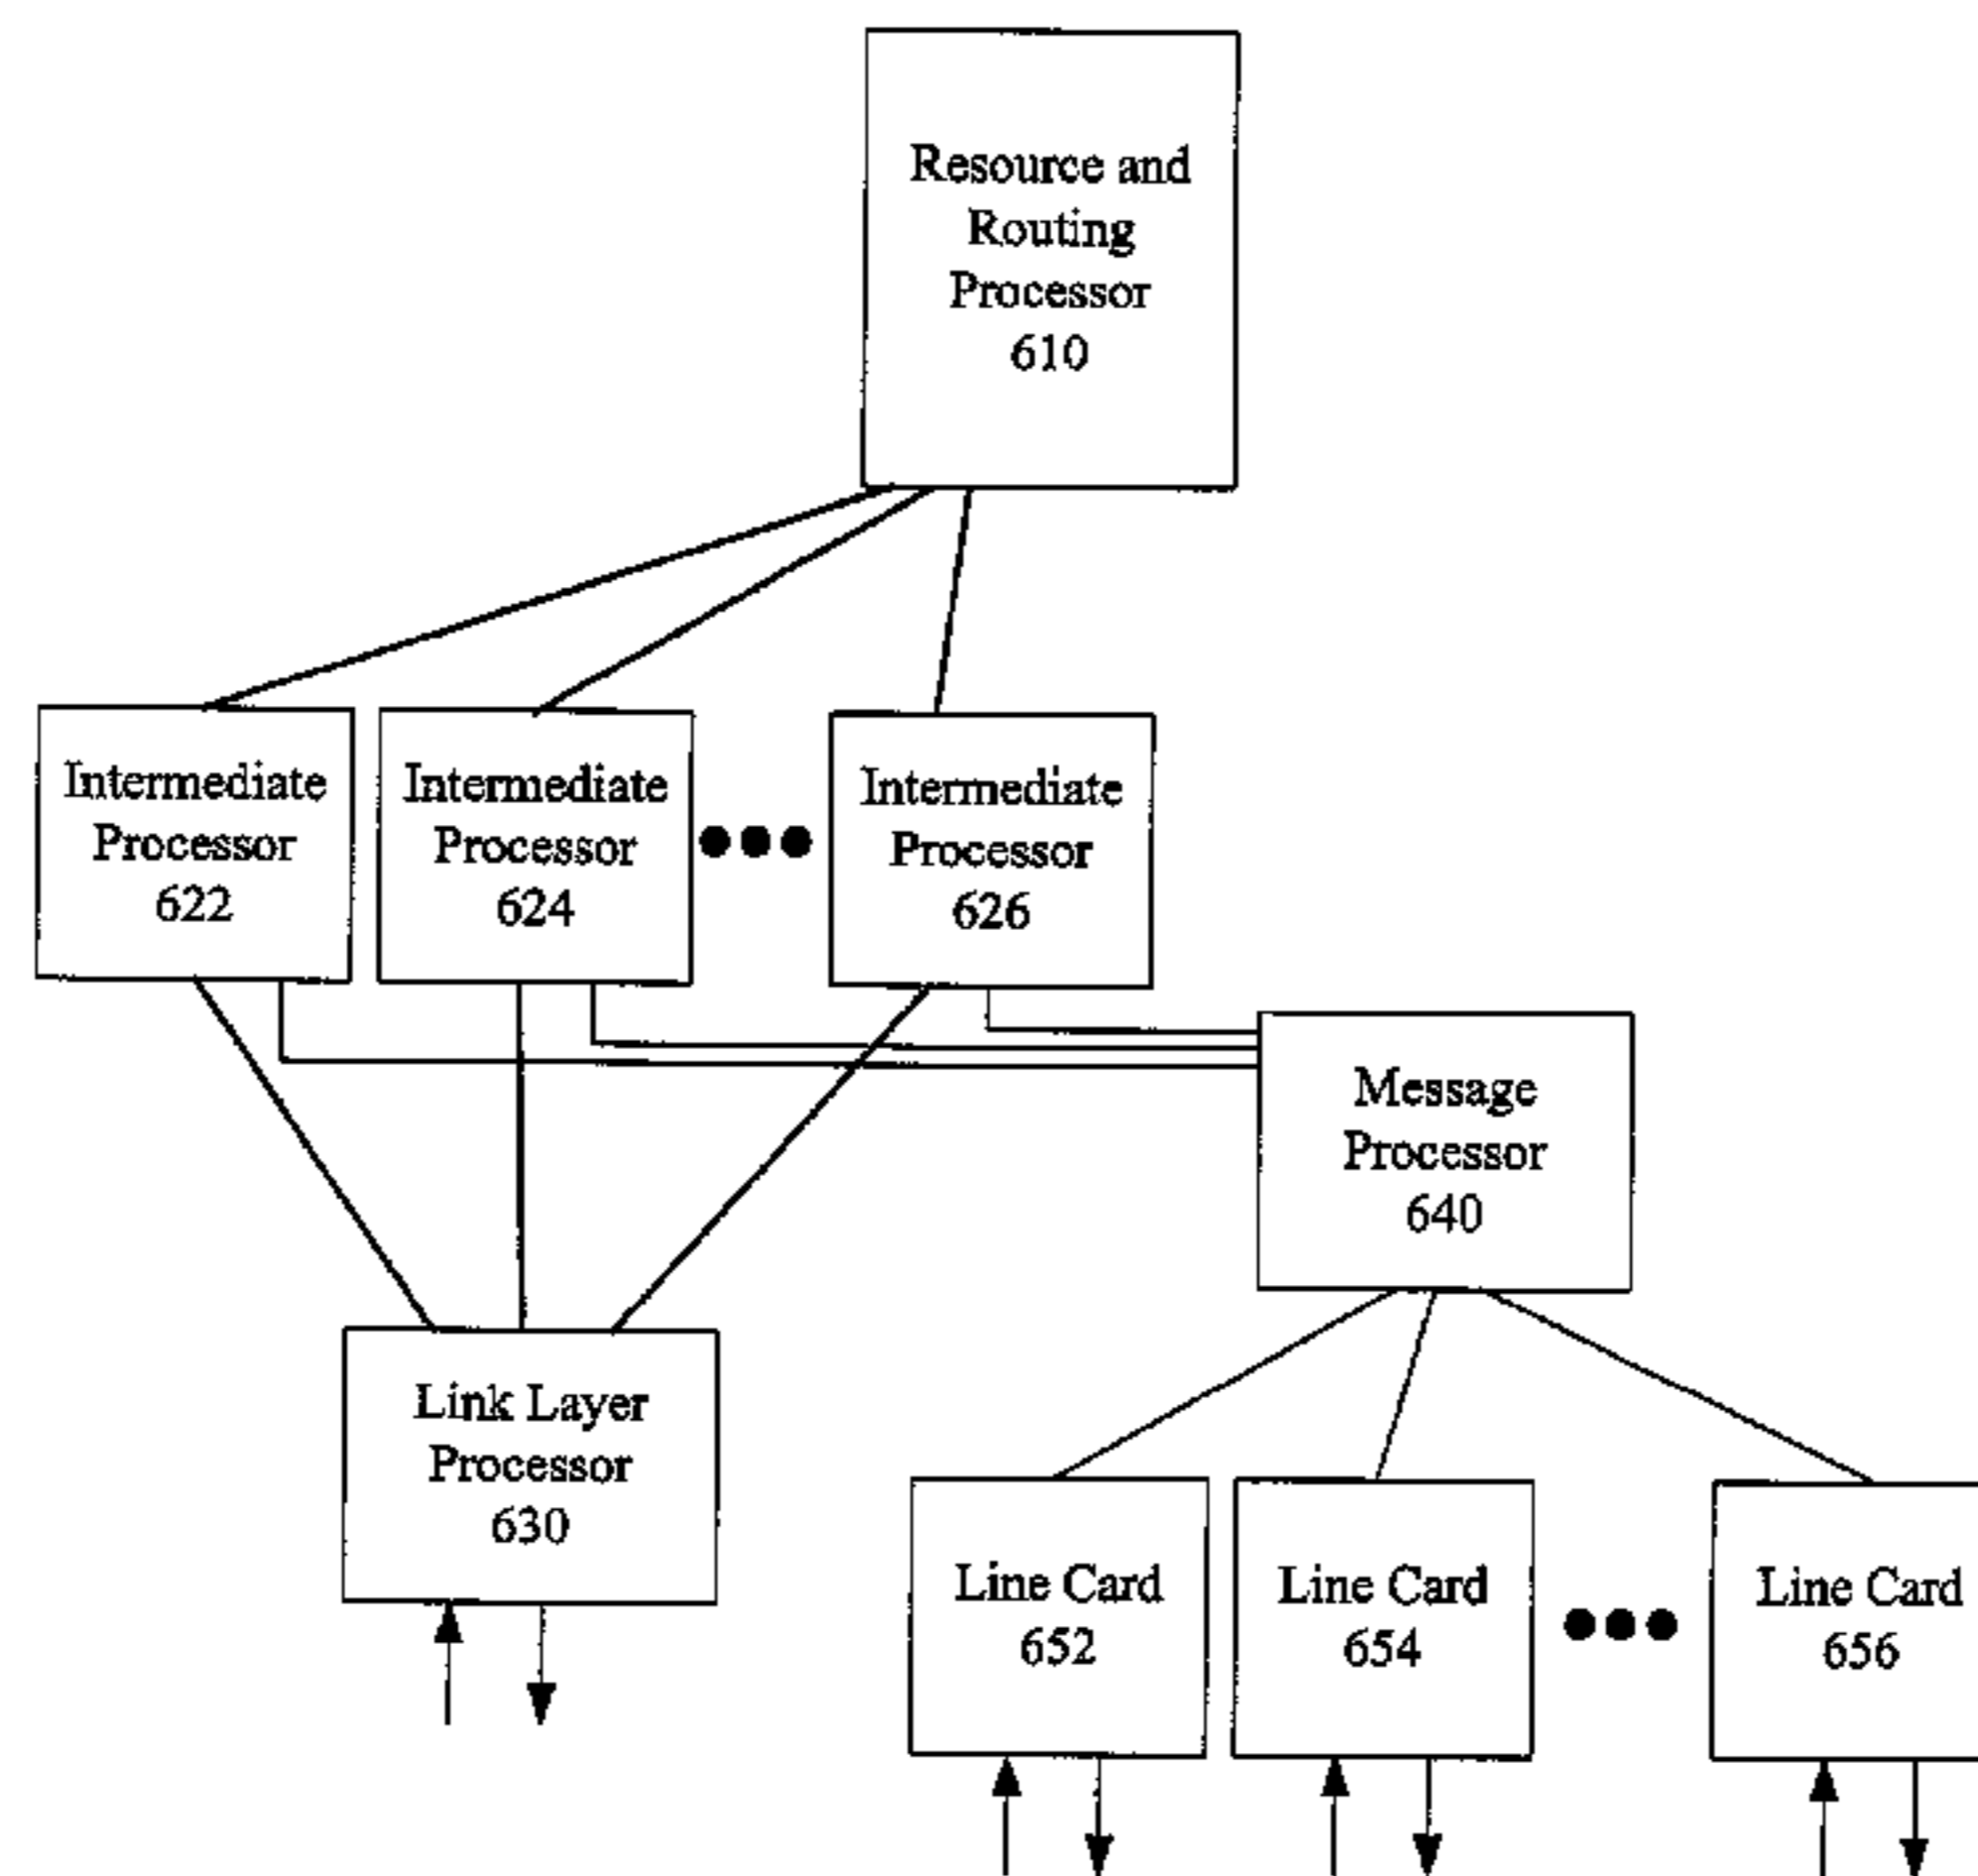 Resource and
Routing
Processor
610
Intermediate
Processor
622
Intermediate
Processor
624
Intermediate
Processor
626
Message
Processor
640
Link Layer
Processor
630
Line Card
652
Line Card
654
Line Card
656